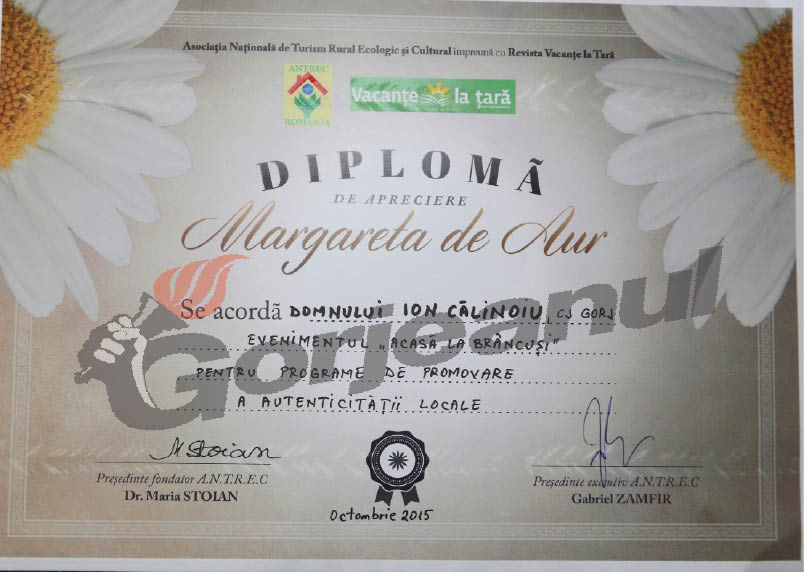 Asociația Națională de Turism Rural Ecologic și Cultural împreună cu Revista Vacanțe la Țară
ANTREC
ROMÂNIA
Vacanțe la țară
DIPLOMĂ
DE APRECIERE
Margareta de Aur
Se acordă DOMNULUI ION CĂLINOIU, CJ GORJ
EVENIMENTUL „ACASA LA BRÂNCUȘI"
PENTRU PROGRAME DE PROMOVARE
A AUTENTICITĂȚII LOCALE
Gorjeanul
M Stoian
Președinte fondator A.N.T.R.E.C
Dr. Maria STOIAN
Președinte executiv A.N.T.R.E.C
Gabriel ZAMFIR
Octombrie 2015